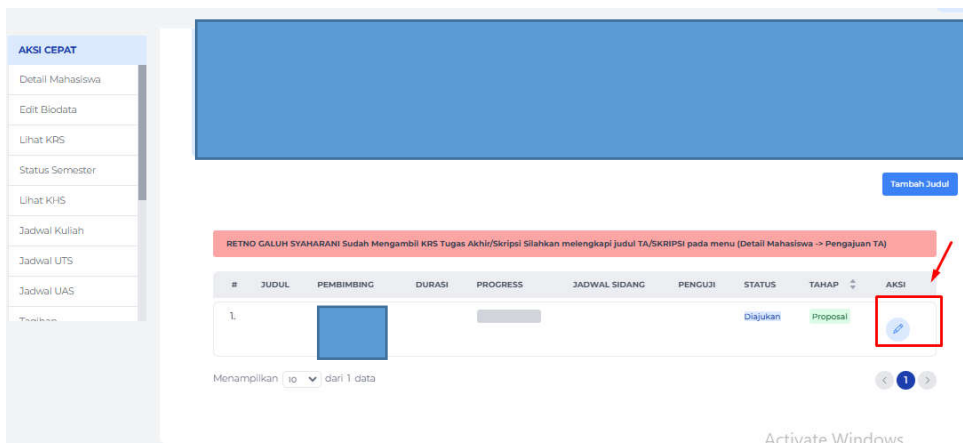 AKSI CEPAT
Detail Mahasiswa
Edit Biodata
Lihat KRS
Status Semester
Lihat KHS
Jadwal Kuliah
Jadwal UTS
Jadwal UAS
Tagihan
Tambah Judul
RETNO GALUH SYAHARANI Sudah Mengambil KRS Tugas Akhir/Skripsi Silahkan melengkapi judul TA/SKRIPSI pada menu (Detail Mahasiswa -> Pengajuan TA)
# JUDUL PEMBIMBING DURASI PROGRESS JADWAL SIDANG PENGUJI STATUS TAHAP AKSI
1. Diajukan Proposal
Menampilkan 10 dari 1 data
1
Activate Windows